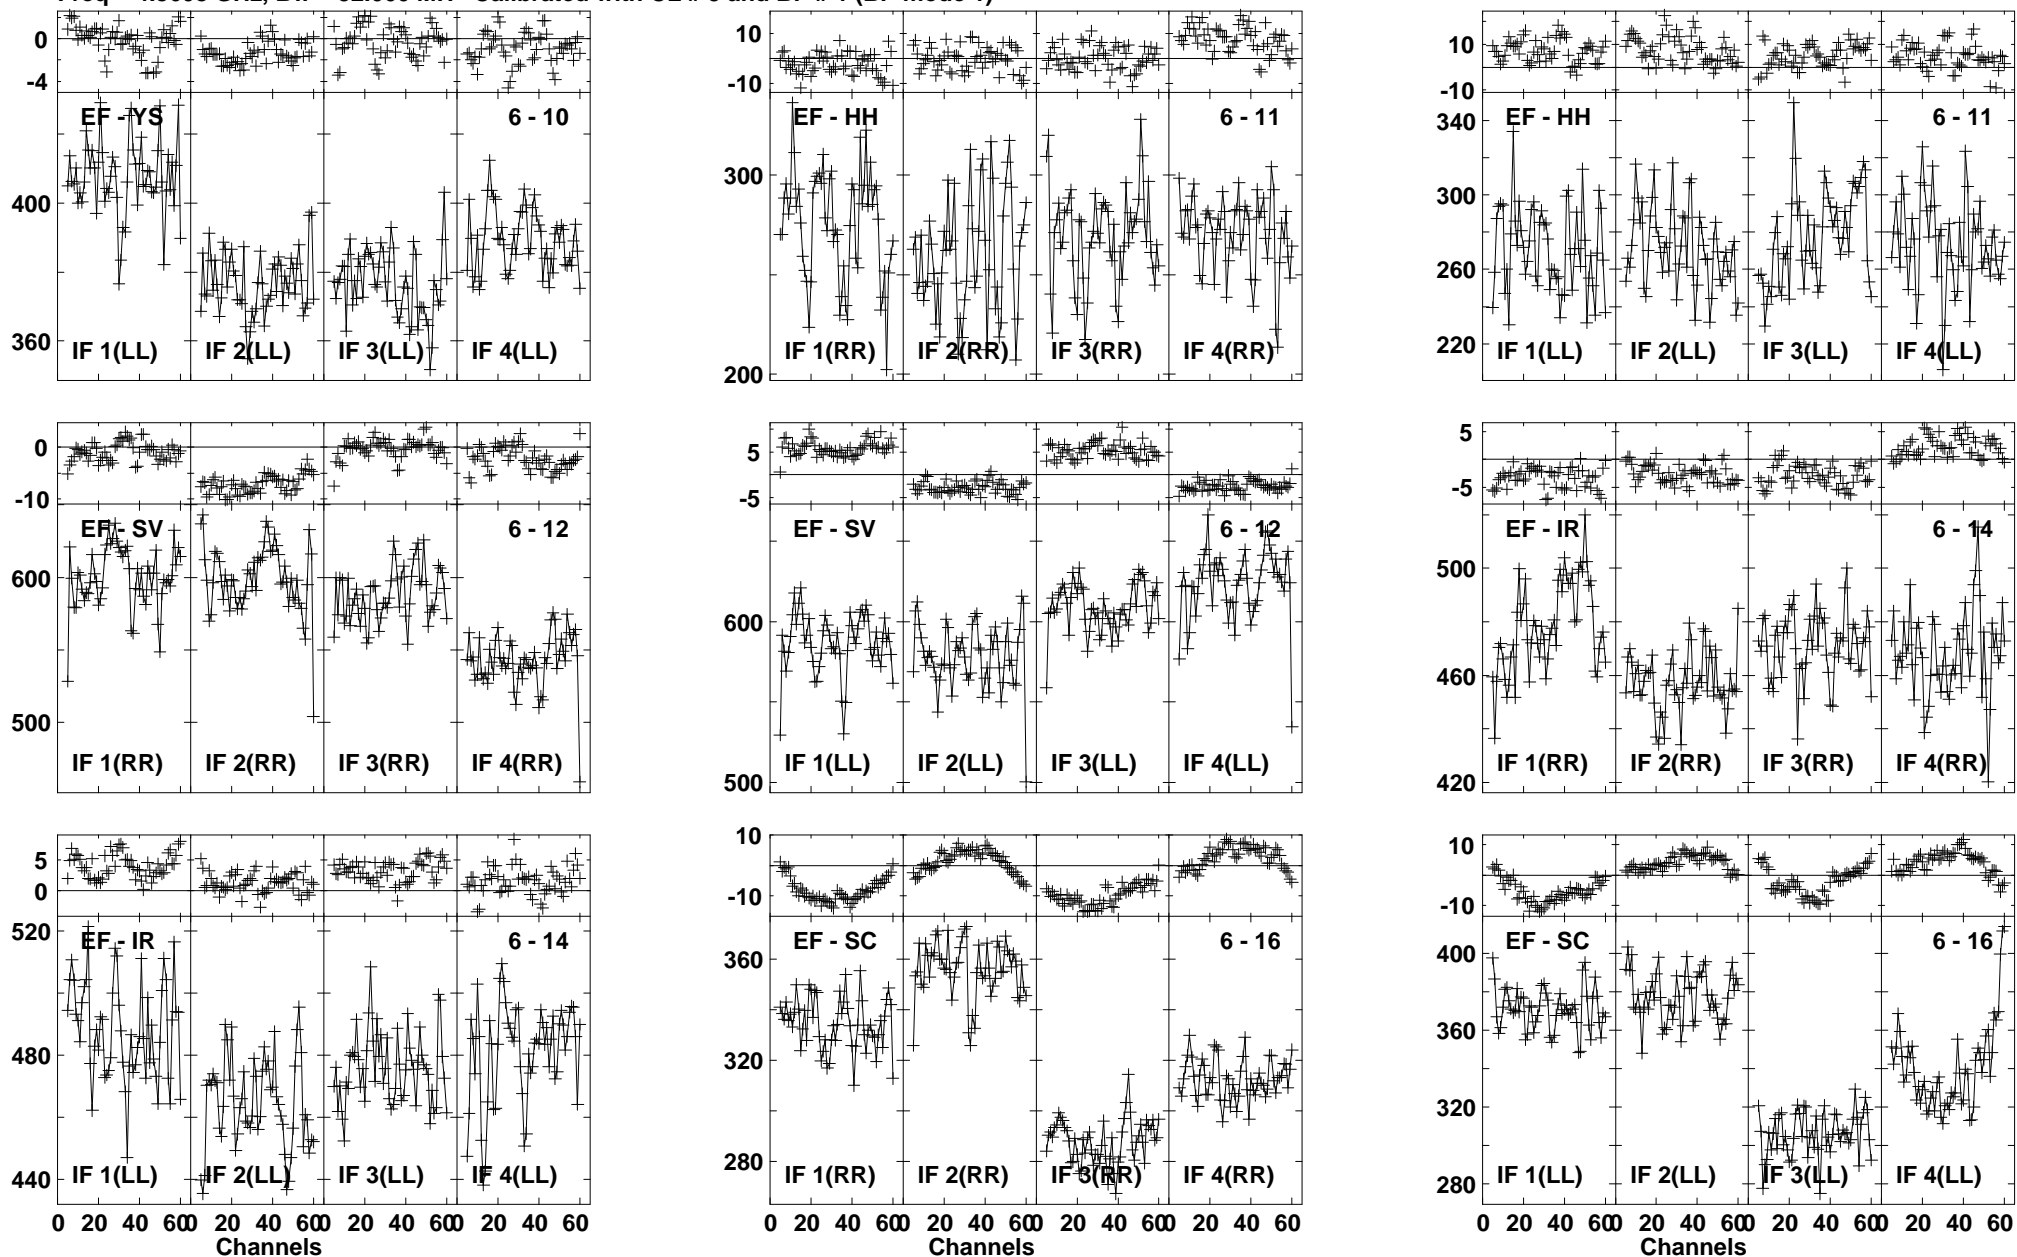 0
-4
400
360
EF - YS
6 - 10
IF 1(LL) IF 2(LL) IF 3(LL) IF 4(LL)
10
0
-10
300
200
EF - HH
6 - 11
IF 1(RR) IF 2(RR) IF 3(RR) IF 4(RR)
10
0
-10
340
300
260
220
EF - HH
6 - 11
IF 1(LL) IF 2(LL) IF 3(LL) IF 4(LL)
0
-10
600
500
EF - SV
6 - 12
IF 1(RR) IF 2(RR) IF 3(RR) IF 4(RR)
5
-5
600
500
EF - SV
6 - 12
IF 1(LL) IF 2(LL) IF 3(LL) IF 4(LL)
5
-5
500
460
420
EF - IR
6 - 14
IF 1(RR) IF 2(RR) IF 3(RR) IF 4(RR)
5
0
520
480
440
EF - IR
6 - 14
IF 1(LL) IF 2(LL) IF 3(LL) IF 4(LL)
0 20 40 60 0 20 40 60 0 20 40 60 0 20 40 60
Channels
10
-10
360
320
280
EF - SC
6 - 16
IF 1(RR) IF 2(RR) IF 3(RR) IF 4(RR)
0 20 40 60 0 20 40 60 0 20 40 60 0 20 40 60
Channels
10
-10
400
360
320
280
EF - SC
6 - 16
IF 1(LL) IF 2(LL) IF 3(LL) IF 4(LL)
0 20 40 60 0 20 40 60 0 20 40 60 0 20 40 60
Channels